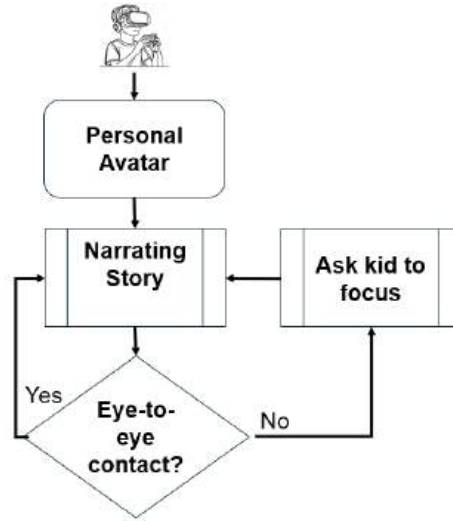 Personal
Avatar
Narrating
Story
Ask kid to
focus
Yes
Eye-to-
eye
contact?
No